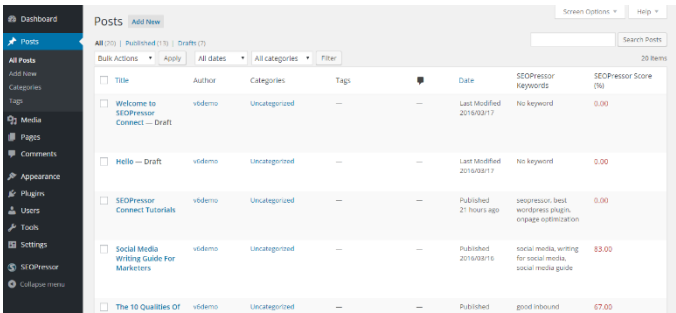 Dashboard
Screen Options ▼ Help ▼
Posts Add New
Posts
All (20) | Published (13) | Drafts (7)
Search Posts
Bulk Actions ▼ Apply All dates ▼ All categories ▼ Filter
20 items
All Posts
Add New
Categories
Tags
Media
Pages
Comments
Appearance
Plugins
Users
Tools
Settings
SEOPressor
Collapse menu
Title Author Categories Tags Date SEOPressor Keywords SEOPressor Score (%)
Welcome to
SEOPressor
Connect — Draft
v6demo
Uncategorized
—
—
Last Modified
2016/03/17
No keyword
0.00
Hello — Draft
v6demo
Uncategorized
—
—
Last Modified
2016/03/17
No keyword
0.00
SEOPressor
Connect Tutorials
v6demo
Uncategorized
—
—
Published
21 hours ago
seopressor, best
wordpress plugin,
onpage optimization
0.00
Social Media
Writing Guide For
Marketers
v6demo
Uncategorized
—
—
Published
2016/03/16
social media, writing
for social media,
social media guide
83.00
The 10 Qualities Of
v6demo
Uncategorized
—
—
Published
good inbound
67.00